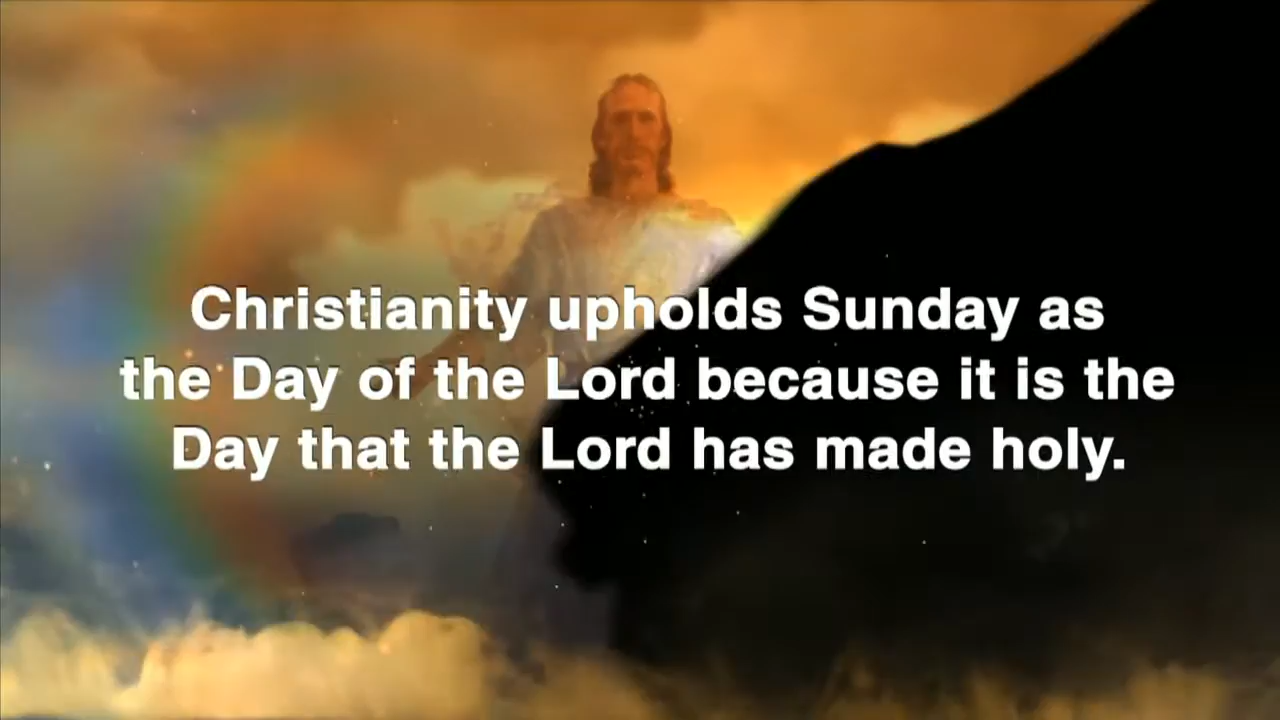 Christianity upholds Sunday as
the Day of the Lord because it is the
Day that the Lord has made holy.